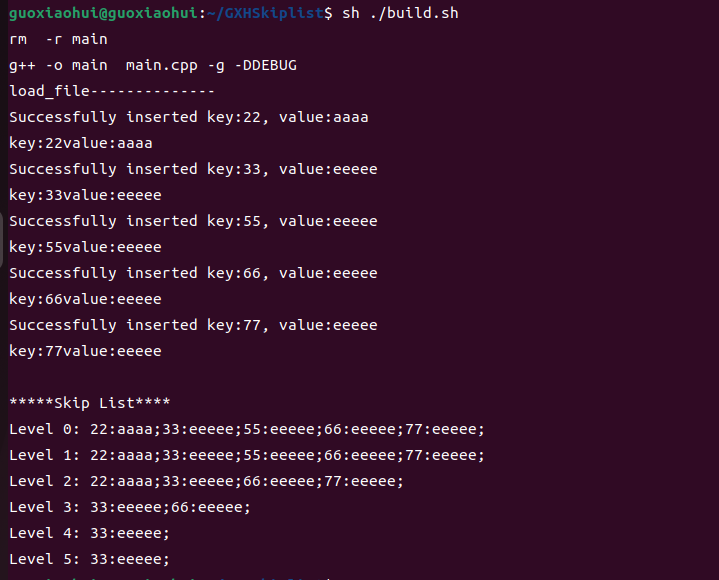 guoxiaohui@guoxiaohui:~/GXHSkiplist$ sh ./build.sh
rm  -r main
g++ -o main  main.cpp -g -DDEBUG
load_file--------------
Successfully inserted key:22, value:aaaa
key:22value:aaaa
Successfully inserted key:33, value:eeeee
key:33value:eeeee
Successfully inserted key:55, value:eeeee
key:55value:eeeee
Successfully inserted key:66, value:eeeee
key:66value:eeeee
Successfully inserted key:77, value:eeeee
key:77value:eeeee
*****Skip List****
Level 0: 22:aaaa;33:eeeee;55:eeeee;66:eeeee;77:eeeee;
Level 1: 22:aaaa;33:eeeee;55:eeeee;66:eeeee;77:eeeee;
Level 2: 22:aaaa;33:eeeee;66:eeeee;77:eeeee;
Level 3: 33:eeeee;66:eeeee;
Level 4: 33:eeeee;
Level 5: 33:eeeee;